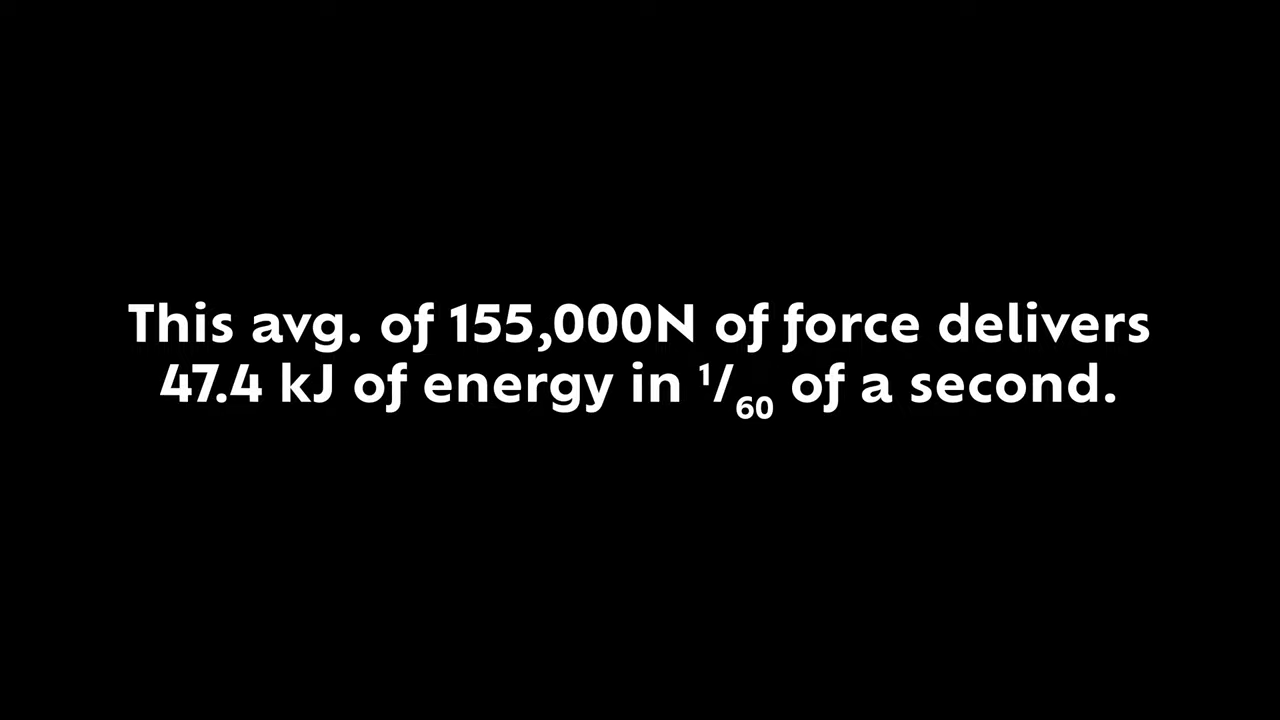 This avg. of 155,000N of force delivers
47.4 kJ of energy in 1/60 of a second.